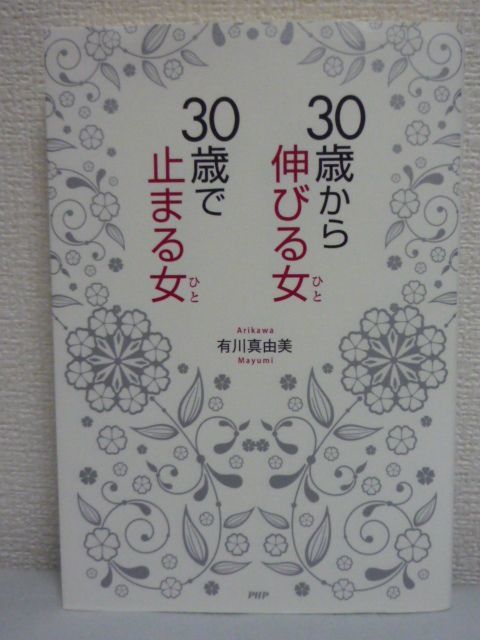 30歳から
伸びる女
ひと
30歳で
止まる女
ひと
Arikawa
有川真由美
Mayumi
PHP